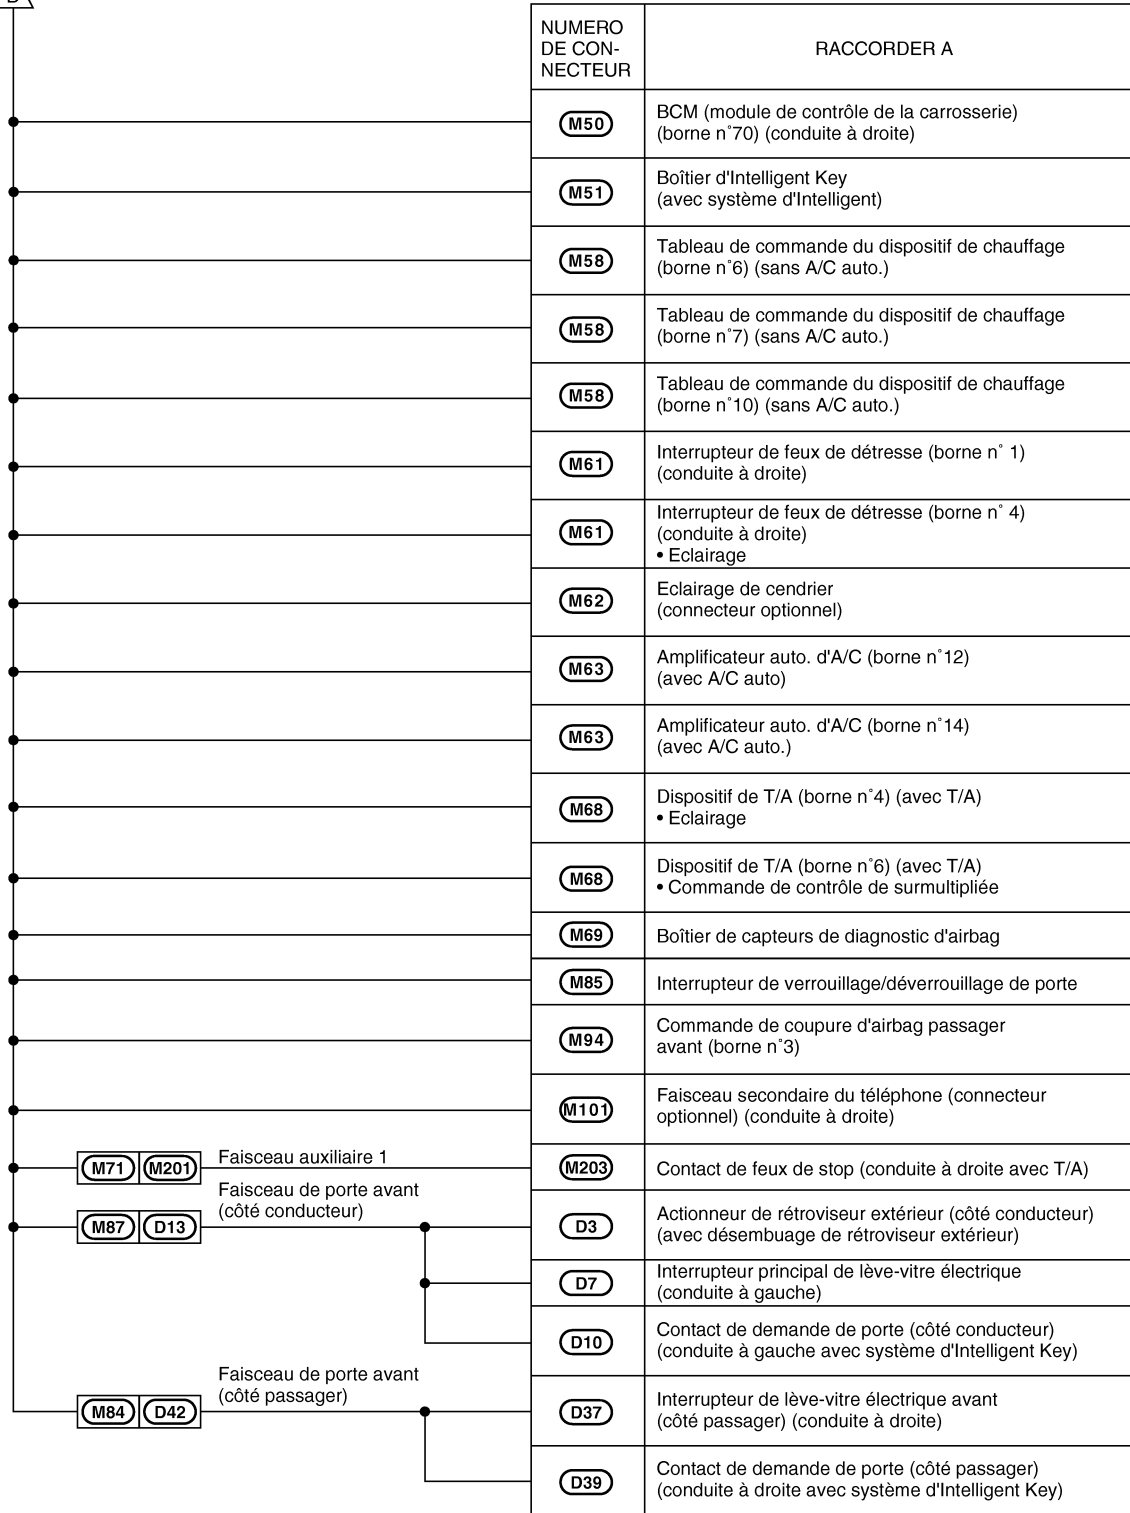 NUMERO
DE CON-
NECTEUR
RACCORDER A
M50
BCM (module de contrôle de la carrosserie)
(borne n°70) (conduite à droite)
M51
Boîtier d'Intelligent Key
(avec système d'Intelligent)
M58
Tableau de commande du dispositif de chauffage
(borne n°6) (sans A/C auto.)
M58
Tableau de commande du dispositif de chauffage
(borne n°7) (sans A/C auto.)
M58
Tableau de commande du dispositif de chauffage
(borne n°10) (sans A/C auto.)
M61
Interrupteur de feux de détresse (borne n° 1)
(conduite à droite)
M61
Interrupteur de feux de détresse (borne n° 4)
(conduite à droite)
• Eclairage
M62
Eclairage de cendrier
(connecteur optionnel)
M63
Amplificateur auto. d'A/C (borne n°12)
(avec A/C auto)
M63
Amplificateur auto. d'A/C (borne n°14)
(avec A/C auto.)
M68
Dispositif de T/A (borne n°4) (avec T/A)
• Eclairage
M68
Dispositif de T/A (borne n°6) (avec T/A)
• Commande de contrôle de surmultipliée
M69
Boîtier de capteurs de diagnostic d'airbag
M85
Interrupteur de verrouillage/déverrouillage de porte
M94
Commande de coupure d'airbag passager
avant (borne n°3)
M101
Faisceau secondaire du téléphone (connecteur
optionnel) (conduite à droite)
M71 M201 Faisceau auxiliaire 1
M203
Contact de feux de stop (conduite à droite avec T/A)
Faisceau de porte avant
(côté conducteur)
M87 D13
D3
Actionneur de rétroviseur extérieur (côté conducteur)
(avec désembuage de rétroviseur extérieur)
D7
Interrupteur principal de lève-vitre électrique
(conduite à gauche)
D10
Contact de demande de porte (côté conducteur)
(conduite à gauche avec système d'Intelligent Key)
Faisceau de porte avant
(côté passager)
M84 D42
D37
Interrupteur de lève-vitre électrique avant
(côté passager) (conduite à droite)
D39
Contact de demande de porte (côté passager)
(conduite à droite avec système d'Intelligent Key)